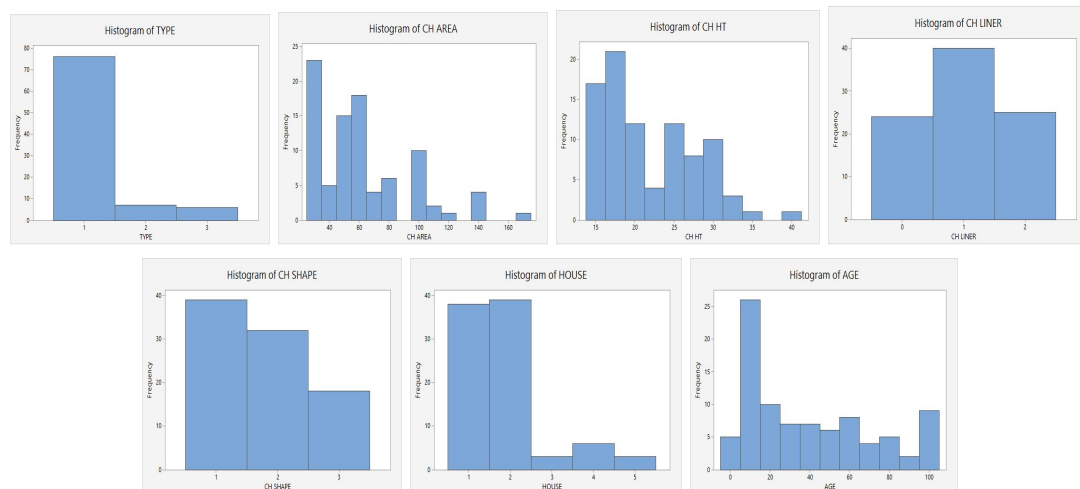 Histogram of TYPE
80
70
60
50
40
30
20
10
0
Frequency
1 2 3
TYPE
Histogram of CH AREA
25
20
15
10
5
0
Frequency
40 60 80 100 120 140 160
CH AREA
Histogram of CH HT
20
15
10
5
0
Frequency
15 20 25 30 35 40
CH HT
Histogram of CH LINER
40
30
20
10
0
Frequency
0 1 2
CH LINER
Histogram of CH SHAPE
40
30
20
10
0
Frequency
1 2 3
CH SHAPE
Histogram of HOUSE
40
30
20
10
0
Frequency
1 2 3 4 5
HOUSE
Histogram of AGE
25
20
15
10
5
0
Frequency
0 20 40 60 80 100
AGE